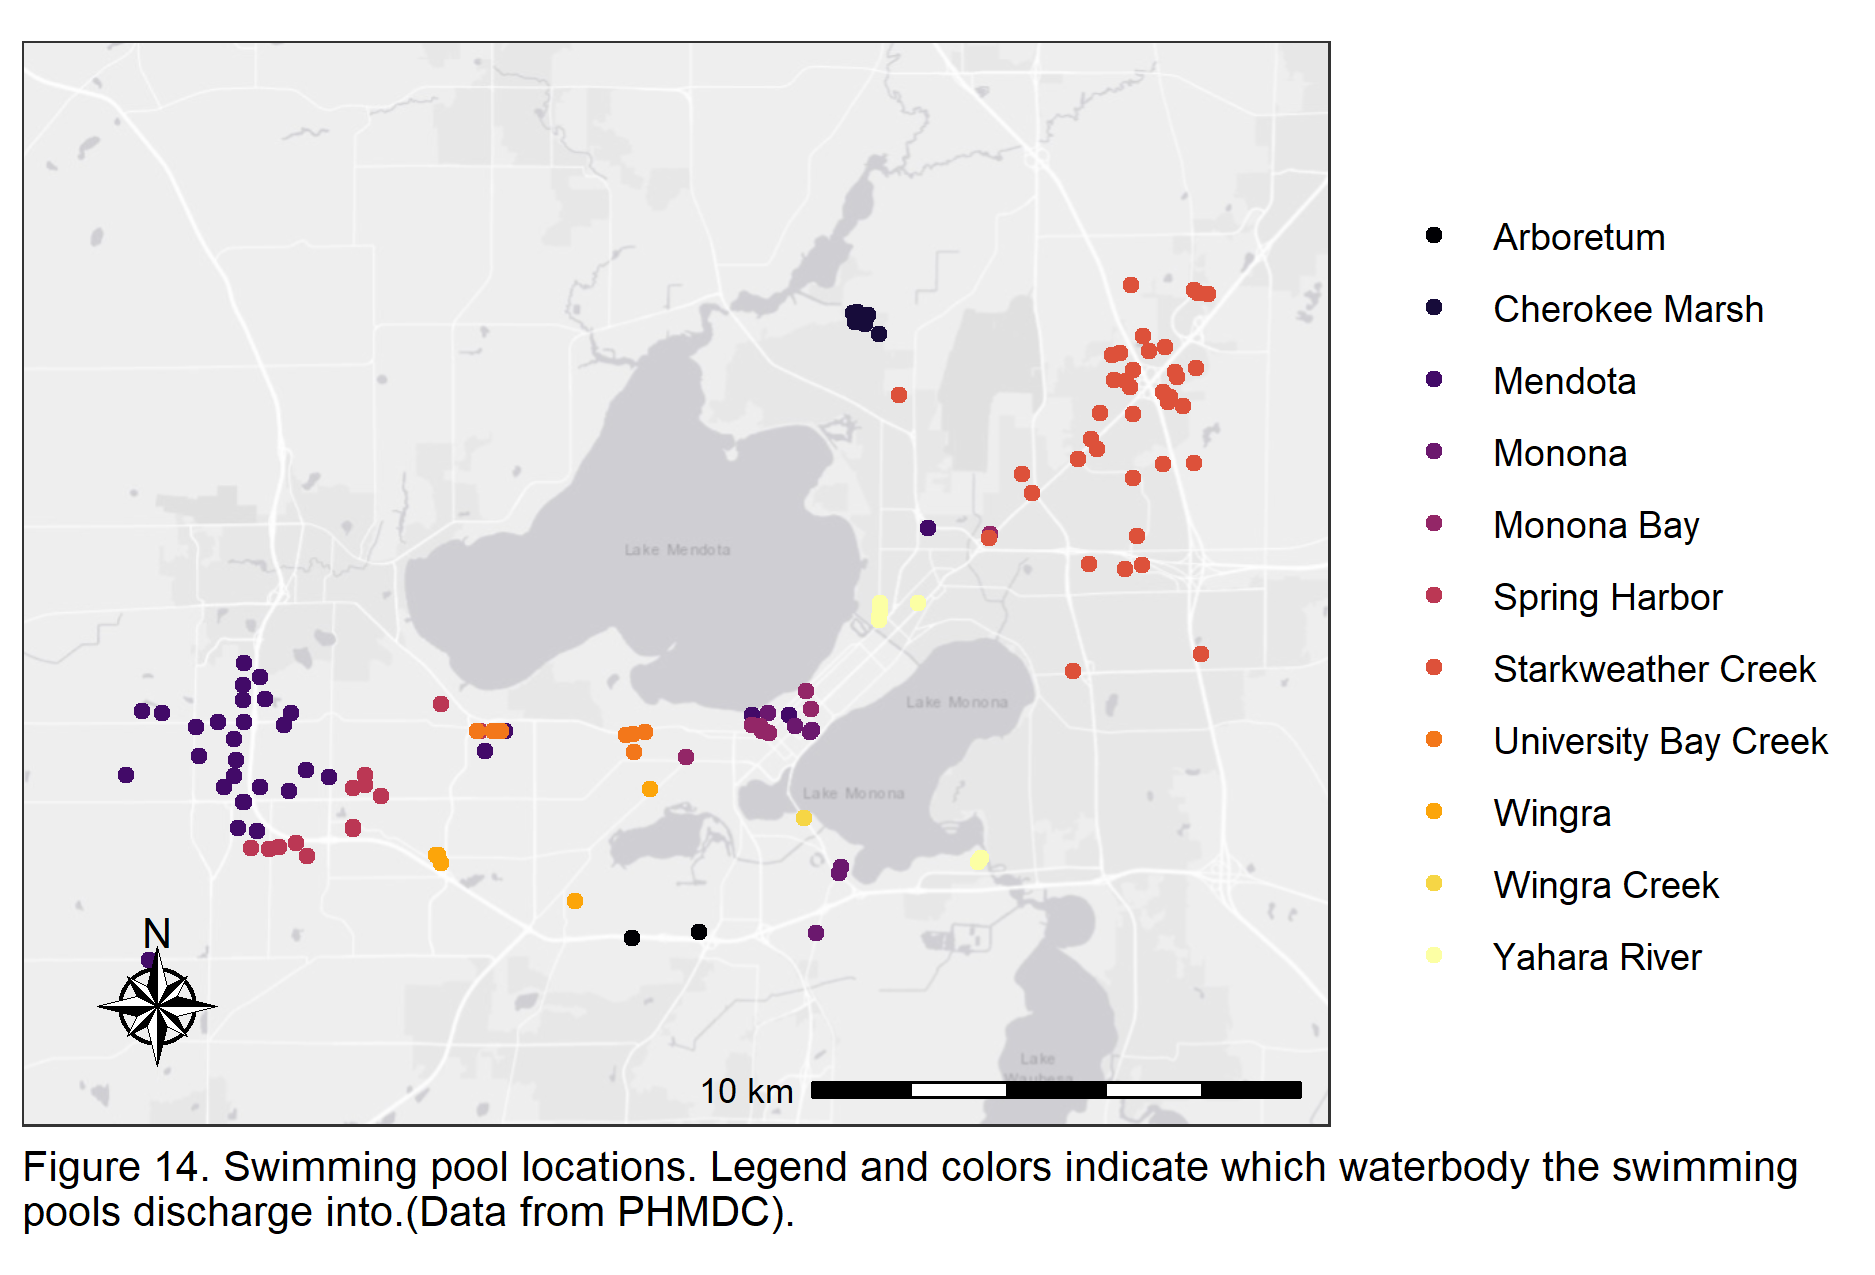 Arboretum
Cherokee Marsh
Mendota
Monona
Monona Bay
Spring Harbor
Starkweather Creek
University Bay Creek
Wingra
Wingra Creek
Yahara River
Lake Mendota
Lake Monona
Lake Monona
N
Lake
Waubesa
10 km
Figure 14. Swimming pool locations. Legend and colors indicate which waterbody the swimming
pools discharge into.(Data from PHMDC).